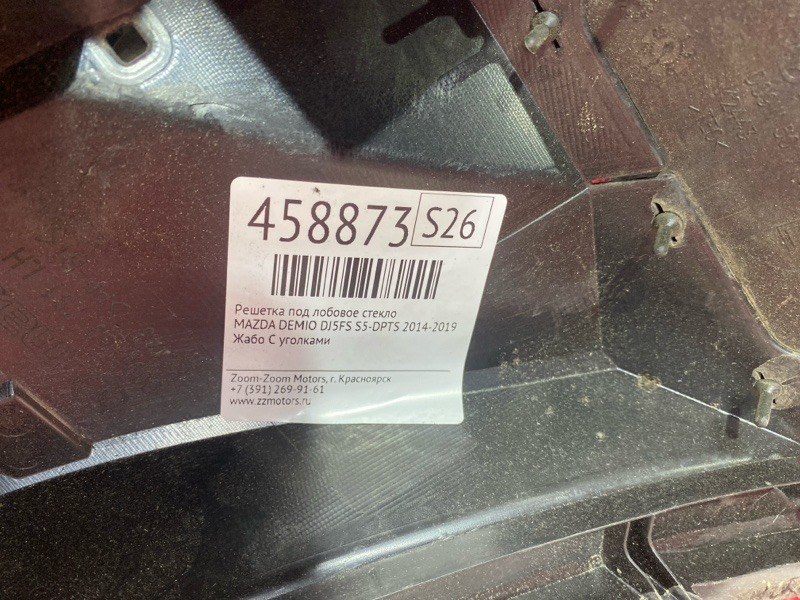 458873 S26
Решетка под лобовое стекло
MAZDA DEMIO DJ5FS S5-DPTS 2014-2019
Жабо С уголками
Zoom-Zoom Motors, г. Красноярск
+7 (391) 269-91-61
www.zzmotors.ru